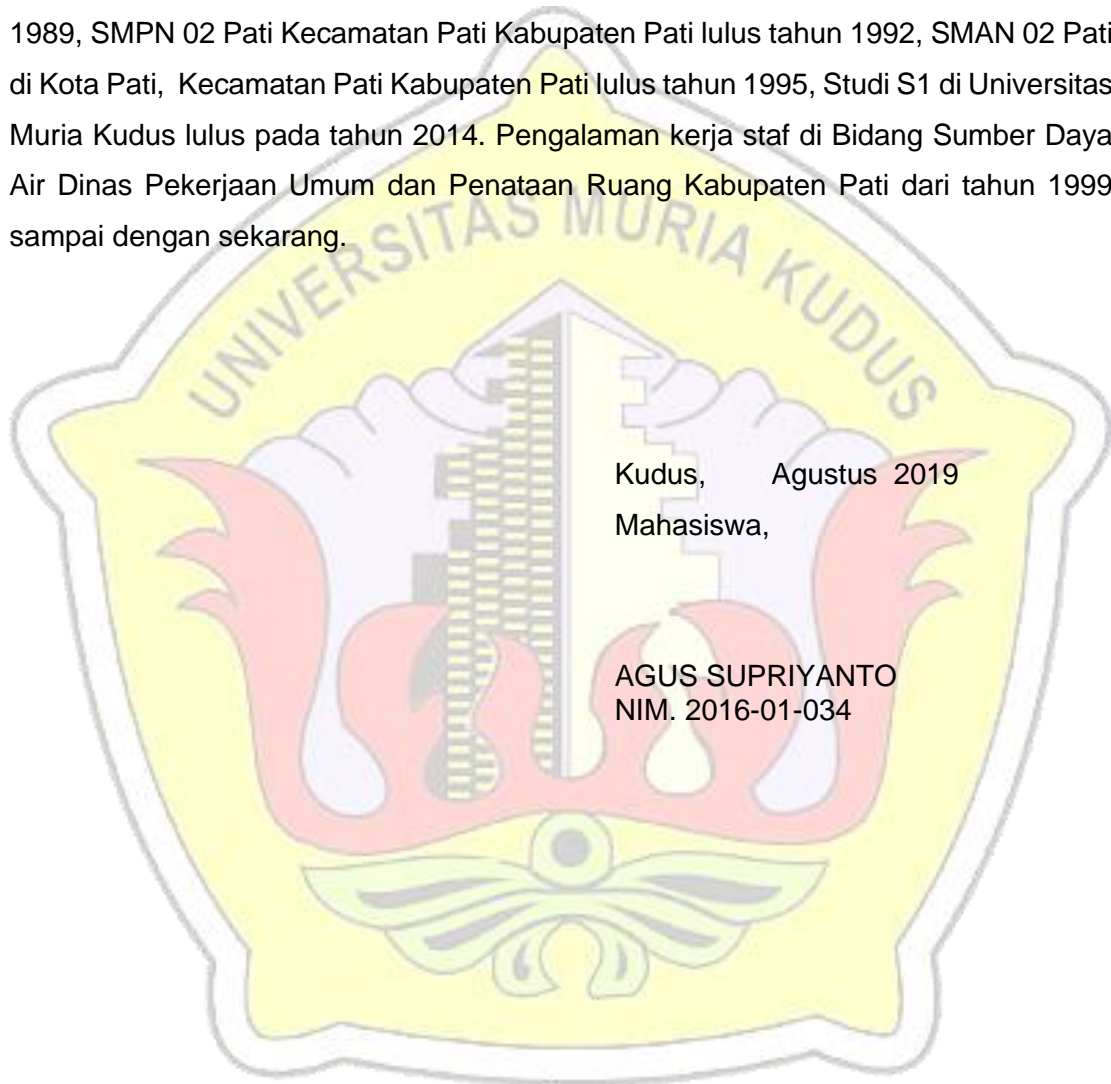 1989, SMPN 02 Pati Kecamatan Pati Kabupaten Pati lulus tahun 1992, SMAN 02 Pati
di Kota Pati, Kecamatan Pati Kabupaten Pati lulus tahun 1995, Studi S1 di Universitas
Muria Kudus lulus pada tahun 2014. Pengalaman kerja staf di Bidang Sumber Daya
Air Dinas Pekerjaan Umum dan Penataan Ruang Kabupaten Pati dari tahun 1999
sampai dengan sekarang.
UNIVERSITAS MURIA KUDUS
Kudus, Agustus 2019
Mahasiswa,
AGUS SUPRIYANTO
NIM. 2016-01-034